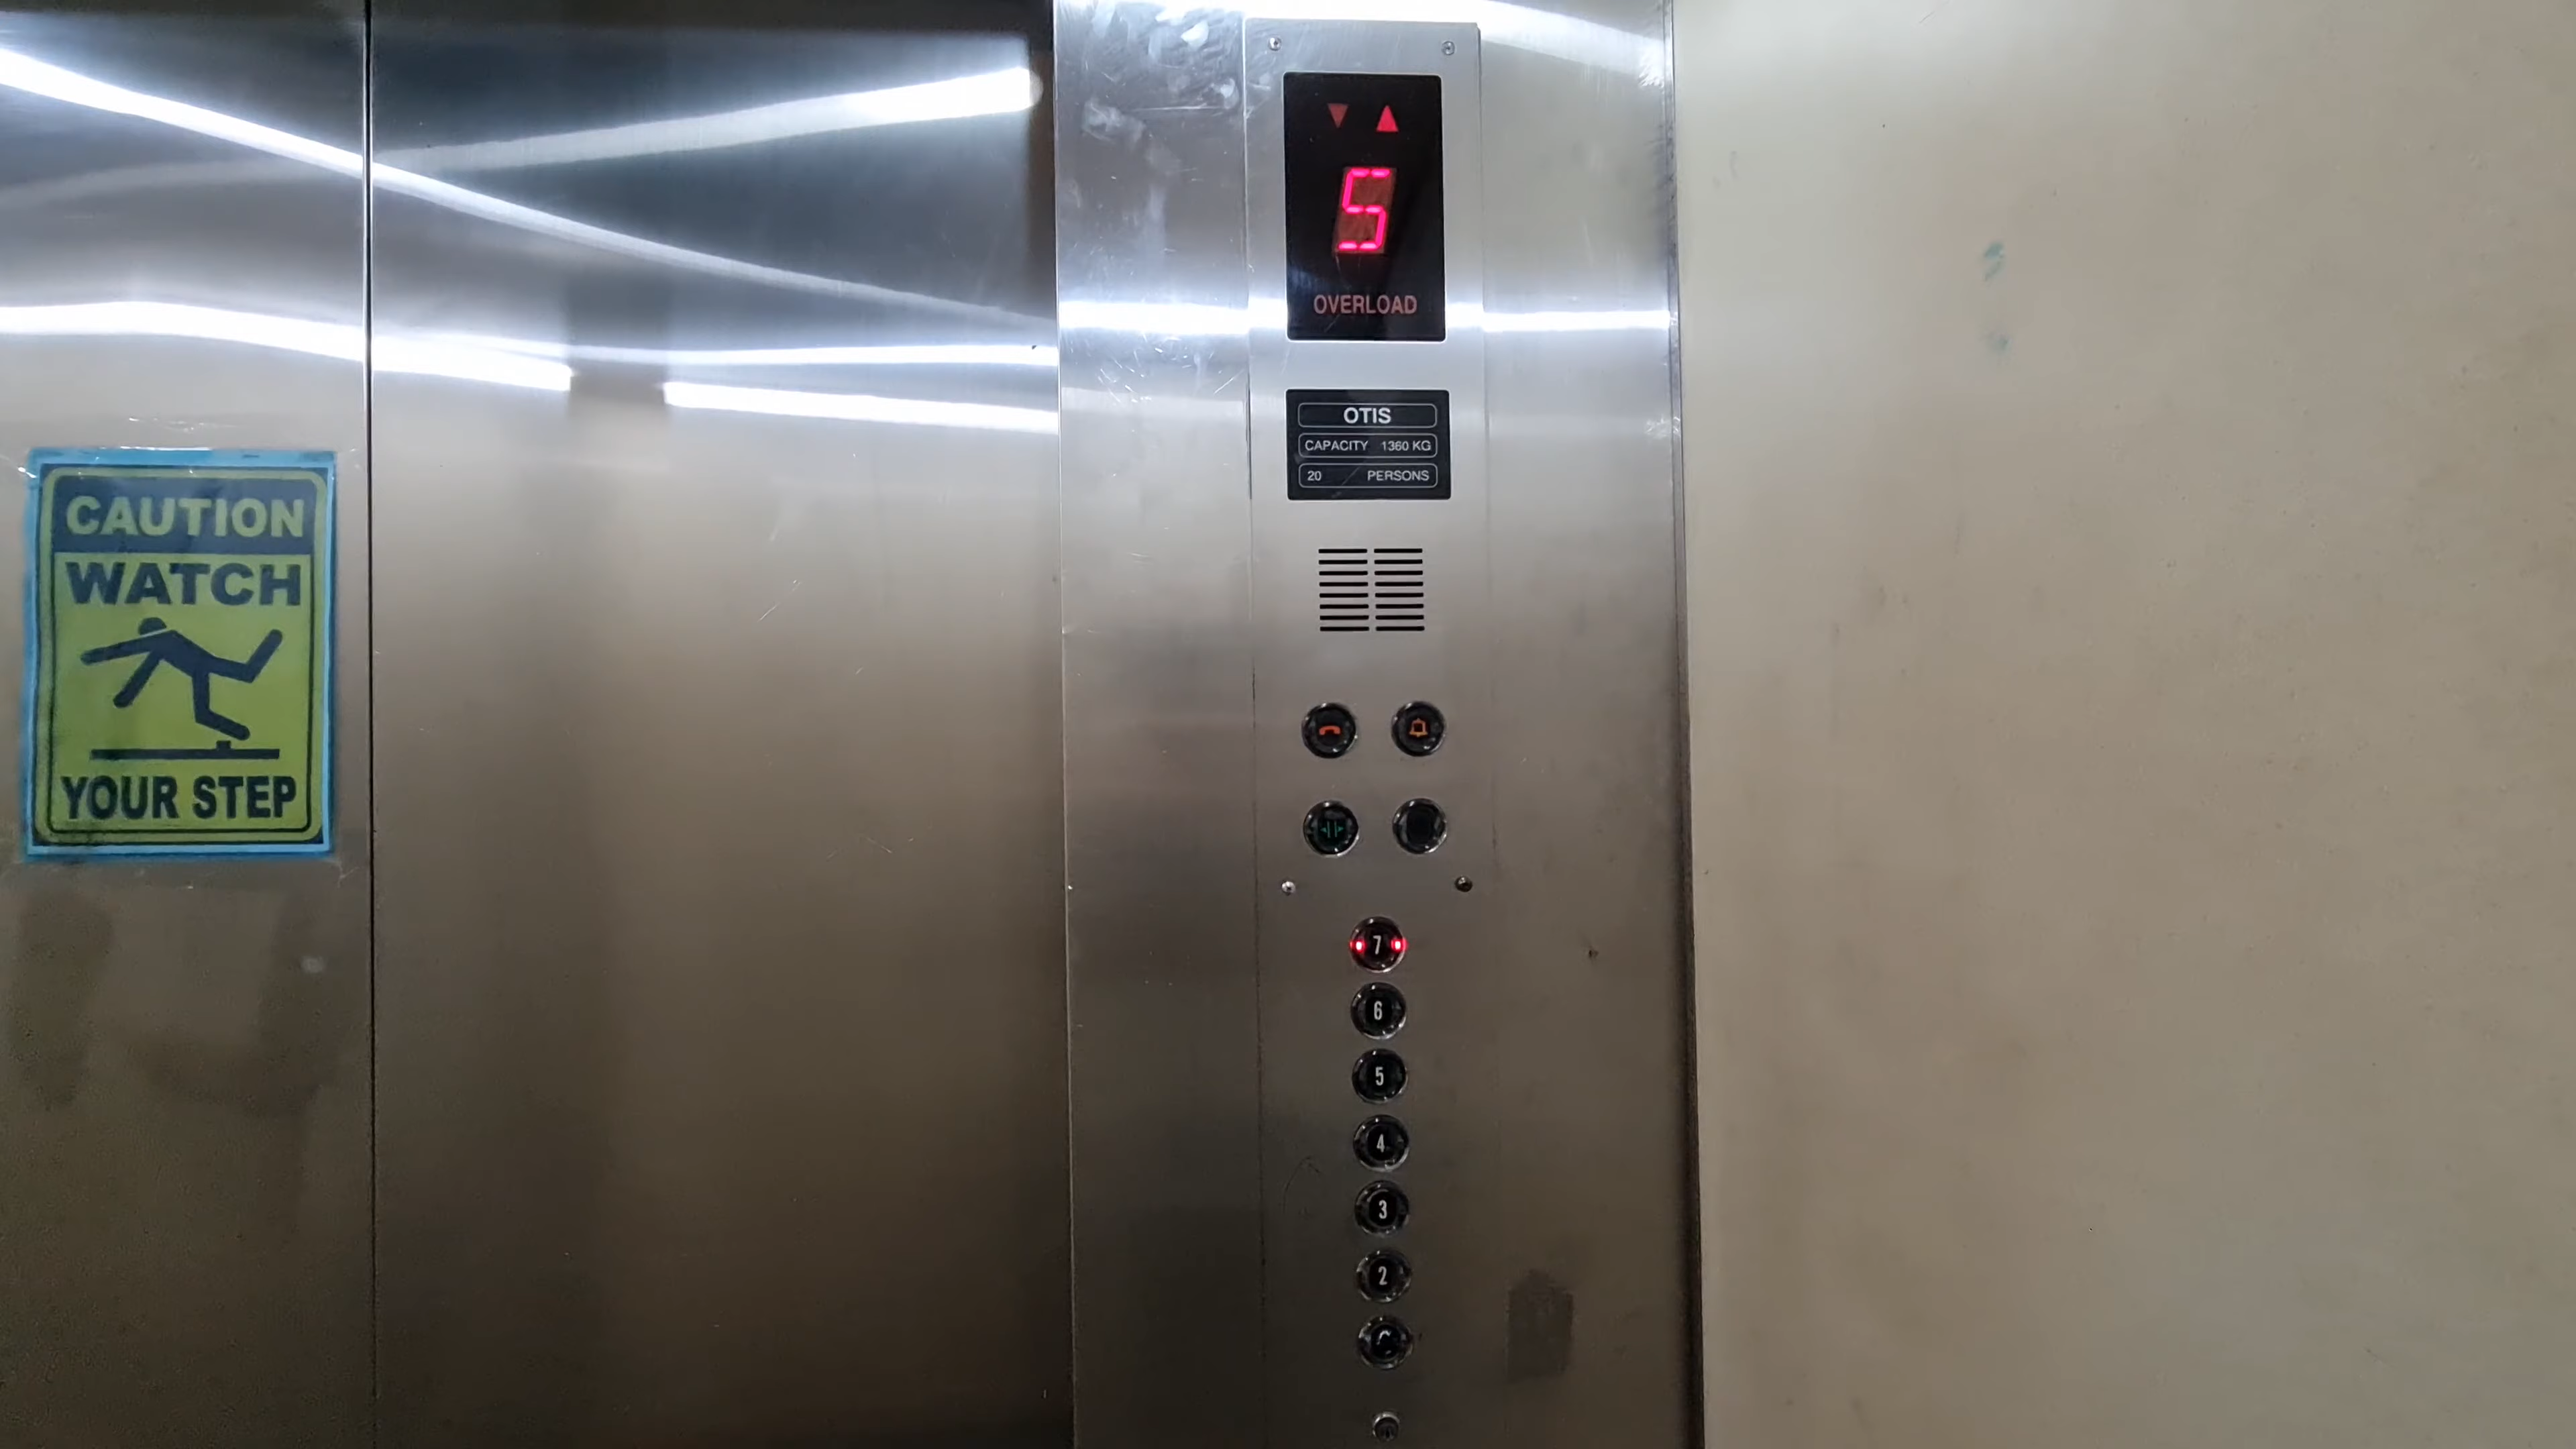 CAUTION
WATCH
YOUR STEP
5
OVERLOAD
OTIS
CAPACITY 1360 KG
20 PERSONS
7
6
5
4
3
2